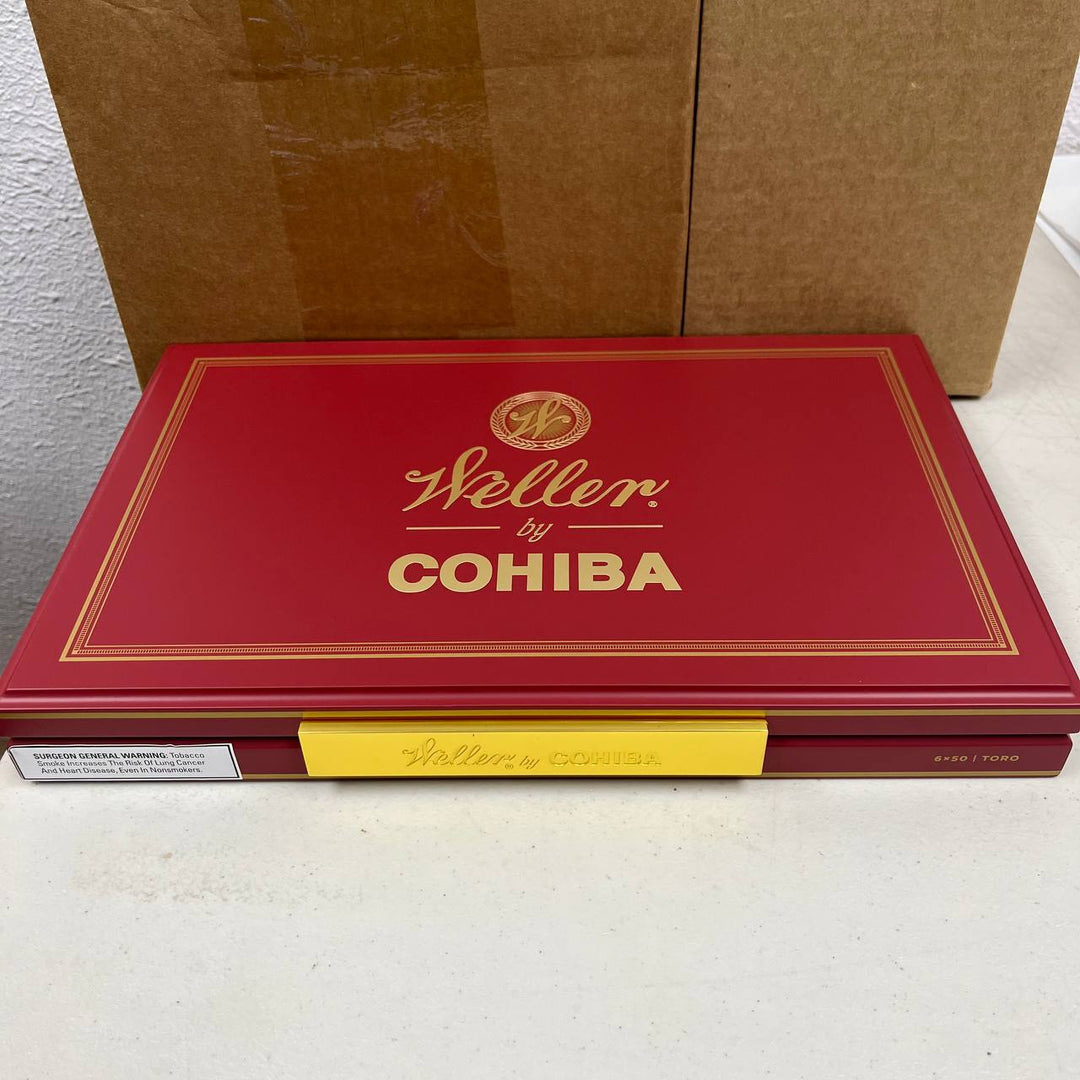 W
Weller®
by
COHIBA
Weller® by COHIBA
SURGEON GENERAL WARNING: Tobacco
Smoke Increases The Risk Of Lung Cancer
And Heart Disease, Even In Nonsmokers.
6×50 | TORO